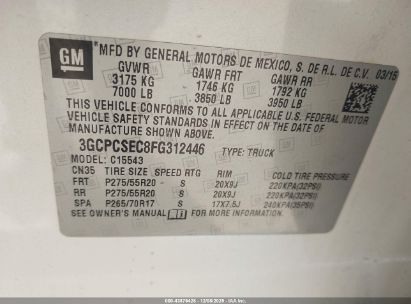 GM
*MFD BY GENERAL MOTORS DE MEXICO, S. DE R.L. DE C.V. 03/15
GVWR GAWR FRT GAWR RR
3175 KG 1746 KG 1792 KG
7000 LB 3850 LB 3950 LB
THIS VEHICLE CONFORMS TO ALL APPLICABLE U.S. FEDERAL MOTOR
VEHICLE SAFETY, BUMPER, AND THEFT PREVENTION STANDARDS IN
EFFECT ON THE DATE OF MANUFACTURE SHOWN ABOVE.
3GCPCSEC8FG312446 TYPE: TRUCK
C15543
CN35 TIRE SIZE SPEED RTG RIM COLD TIRE PRESSURE
FRT P275/55R20 - S 20X9J 220KPA(32PSI)
RR P275/55R20 - S 20X9J 220KPA(32PSI)
SPA P265/70R17 - S 17X7.5J 240KPA(35PSI)
SEE OWNER'S MANUAL FOR MORE INFORMATION.